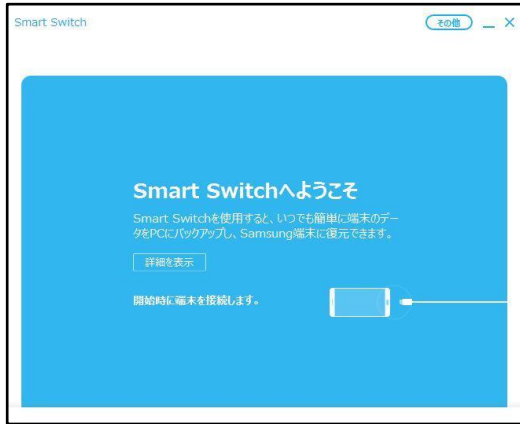 Smart Switch
その他
Smart Switchへようこそ
Smart Switchを使用すると、いつでも簡単に端末のデー
タをPCにバックアップし、Samsung端末に復元できます。
詳細を表示
開始時に端末を接続します。